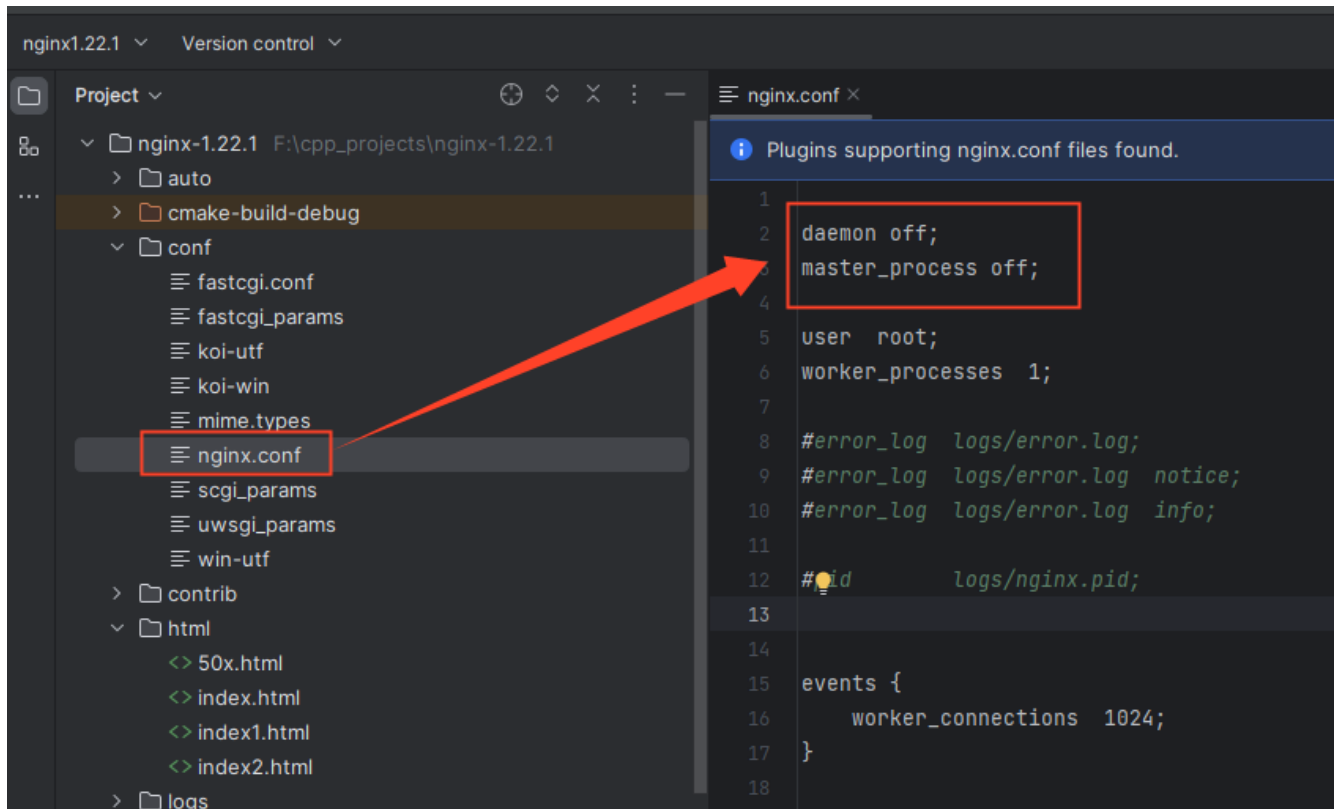 nginx1.22.1 Version control
Project
nginx-1.22.1 F:\cpp_projects\nginx-1.22.1
auto
cmake-build-debug
conf
fastcgi.conf
fastcgi_params
koi-utf
koi-win
mime.types
nginx.conf
scgi_params
uwsgi_params
win-utf
contrib
html
50x.html
index.html
index1.html
index2.html
logs
nginx.conf
Plugins supporting nginx.conf files found.
1
2 daemon off;
3 master_process off;
4
5 user root;
6 worker_processes 1;
7
8 #error_log logs/error.log;
9 #error_log logs/error.log notice;
10 #error_log logs/error.log info;
11
12 #pid logs/nginx.pid;
13
14
15 events {
16 worker_connections 1024;
17 }
18